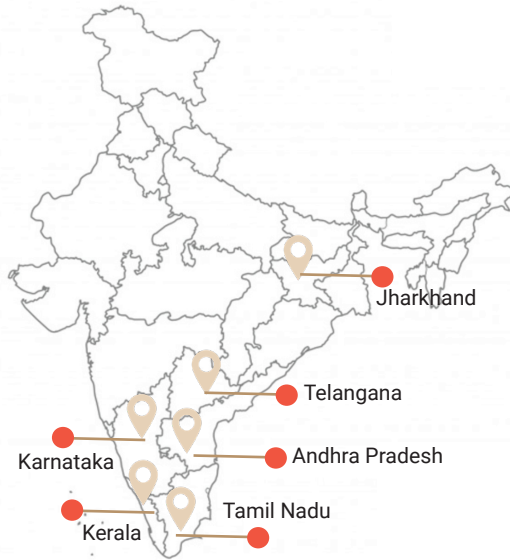 Jharkhand
Telangana
Karnataka
Andhra Pradesh
Kerala
Tamil Nadu